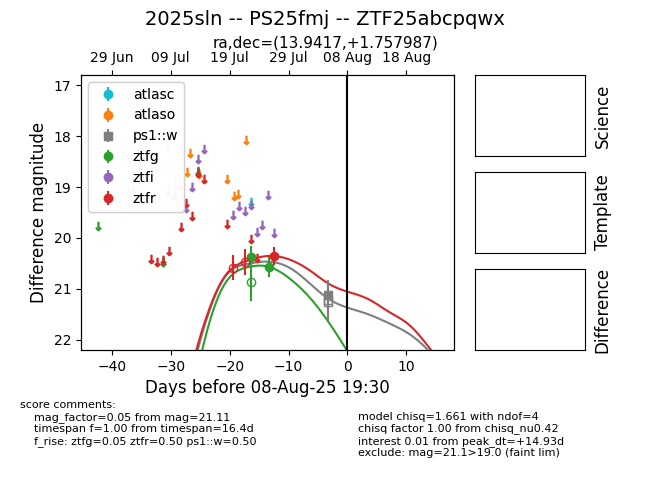 2025sln -- PS25fmj -- ZTF25abcpqwx
ra,dec=(13.9417,+1.757987)
29 Jun 09 Jul 19 Jul 29 Jul 08 Aug 18 Aug
17
18
19
20
21
22
Difference magnitude
atlasc
atlaso
ps1::w
ztfg
ztfi
ztfr
−40 −30 −20 −10 0 10
Days before 08-Aug-25 19:30
Science
Template
Difference
score comments:
mag_factor=0.05 from mag=21.11
timespan f=1.00 from timespan=16.4d
f_rise: ztfg=0.05 ztfr=0.50 ps1::w=0.50
model chisq=1.661 with ndof=4
chisq factor 1.00 from chisq_nu0.42
interest 0.01 from peak_dt=+14.93d
exclude: mag=21.1>19.0 (faint lim)